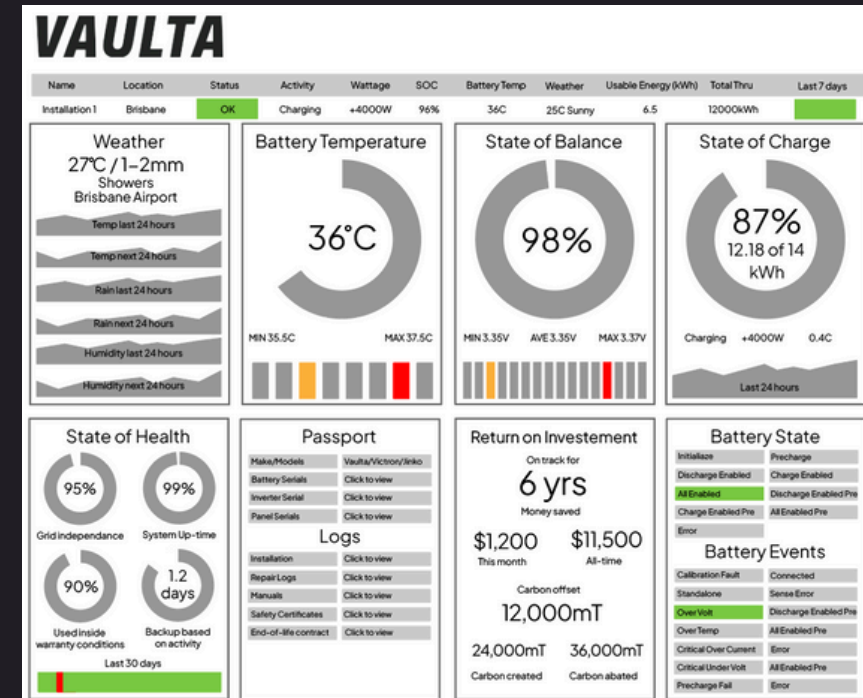 VAULTA
Name Location Status Activity Wattage SOC Battery Temp Weather Usable Energy (kWh) Total Thru Last 7 days
Installation 1 Brisbane OK Charging +4000W 96% 36C 25C Sunny 6.5 12000kWh
Weather
27°C / 1-2mm
Showers
Brisbane Airport
Temp last 24 hours
Temp next 24 hours
Rain last 24 hours
Rain next 24 hours
Humidity last 24 hours
Humidity next 24 hours
Battery Temperature
36°C
MIN 35.5C MAX 37.5C
State of Balance
98%
MIN 3.35V AVE 3.35V MAX 3.37V
State of Charge
87%
12.18 of 14
kWh
Charging +4000W 0.4C
Last 24 hours
State of Health
95% 99%
Grid independance System Up-time
90% 1.2
days
Used inside
warranty conditions
Backup based
on activity
Last 30 days
Passport
Make/Models Vaulta/Victron/Jinko
Battery Serials Click to view
Inverter Serial Click to view
Panel Serials Click to view
Logs
Installation Click to view
Repair Logs Click to view
Manuals Click to view
Safety Certificates Click to view
End-of-life contract Click to view
Return on Investement
On track for
6 yrs
Money saved
$1,200 $11,500
This month All-time
Carbon offset
12,000mT
24,000mT 36,000mT
Carbon created Carbon abated
Battery State
Initialiaze Precharge
Discharge Enabled Charge Enabled
All Enabled Discharge Enabled Pre
Charge Enabled Pre All Enabled Pre
Error
Battery Events
Calibration Fault Connected
Standalone Sense Error
Over Volt Discharge Enabled Pre
Over Temp All Enabled Pre
Critical Over Current Error
Critical Under Volt All Enabled Pre
Precharge Fail Error